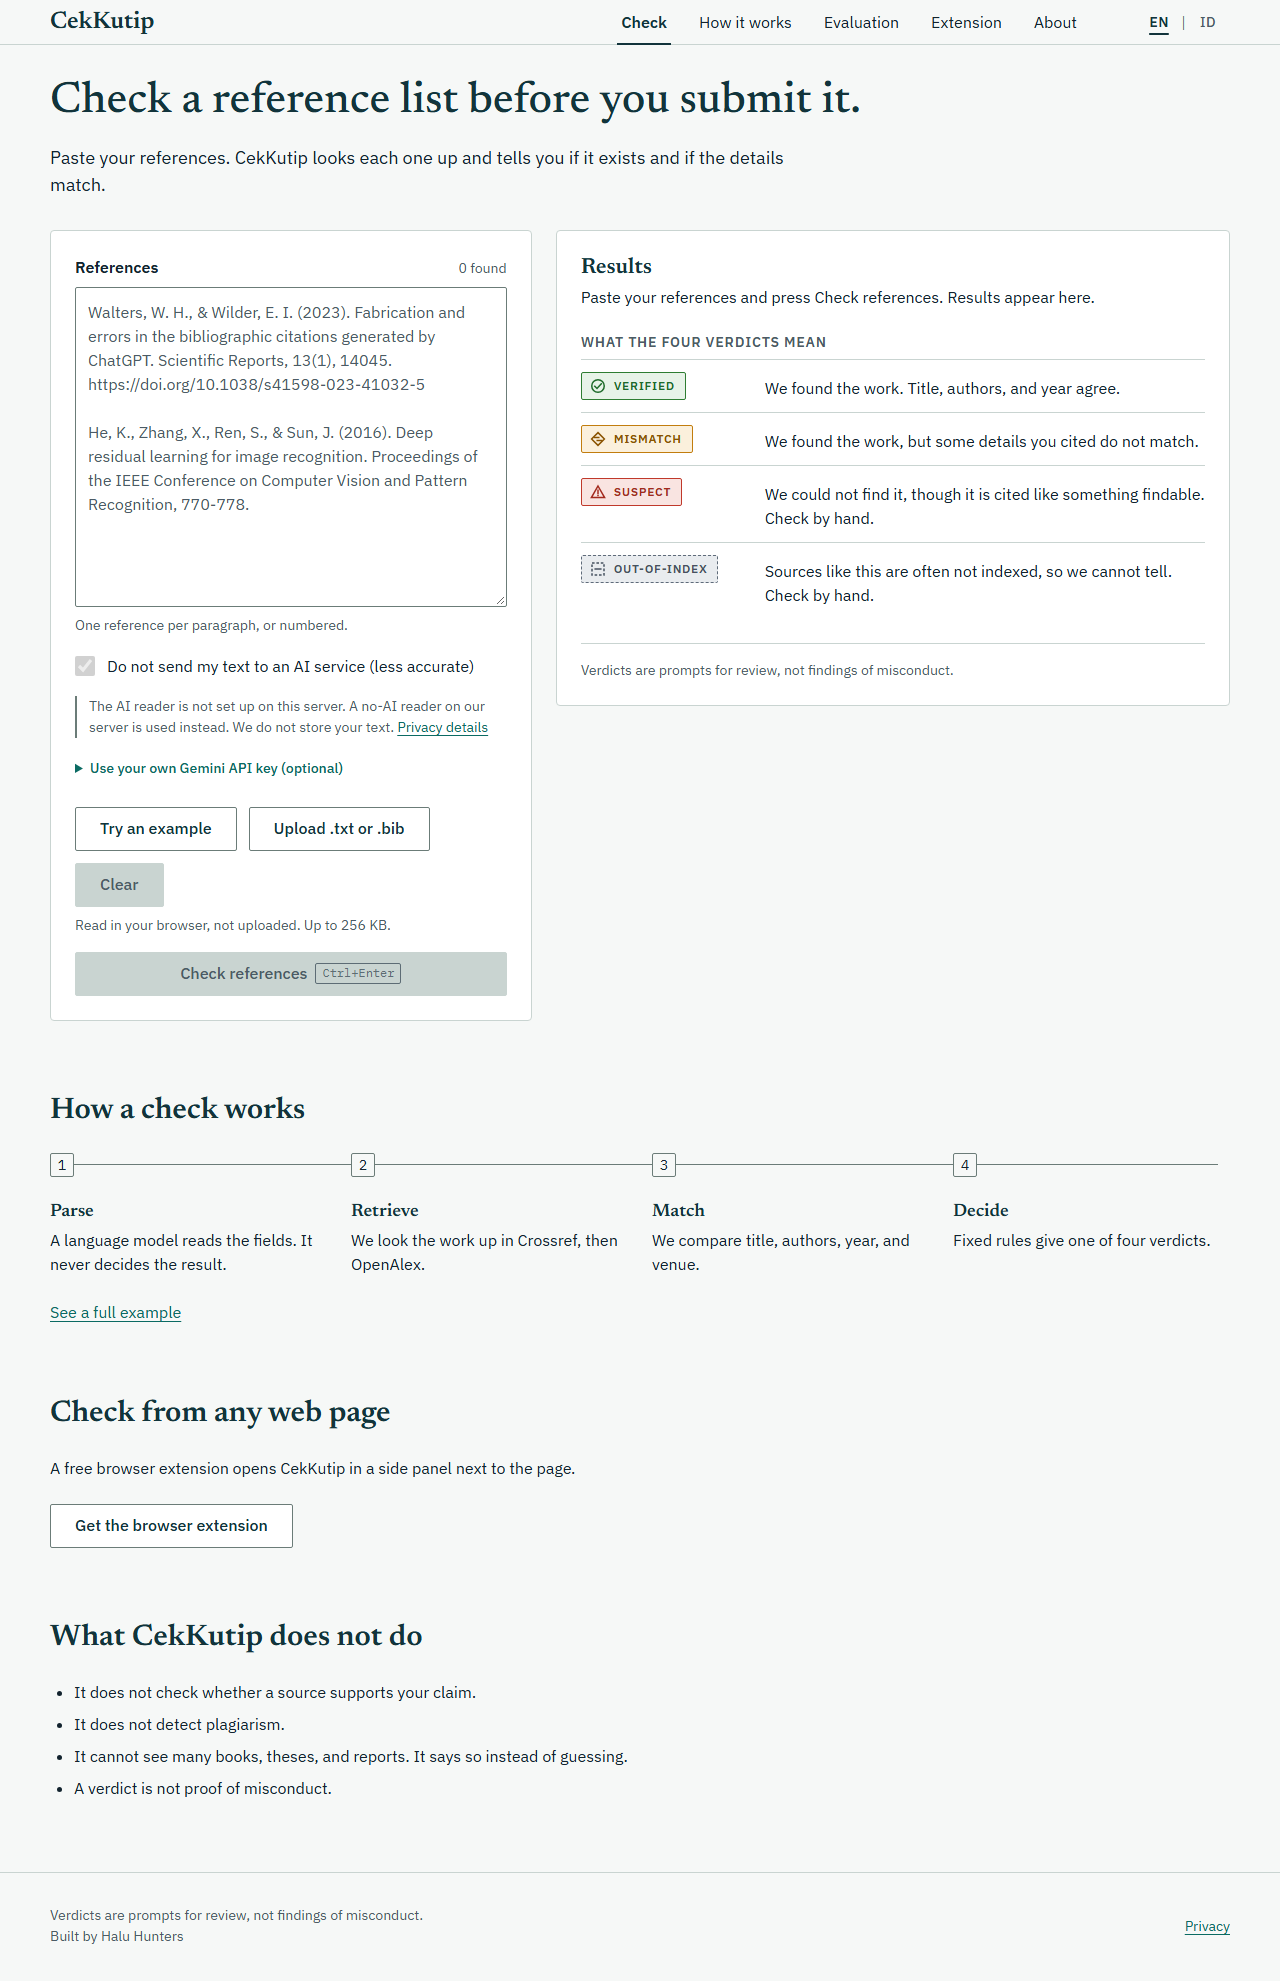 CekKutip
Check
How it works
Evaluation
Extension
About
EN | ID
Check a reference list before you submit it.
Paste your references. CekKutip looks each one up and tells you if it exists and if the details
match.
References
0 found
Walters, W. H., & Wilder, E. I. (2023). Fabrication and
errors in the bibliographic citations generated by
ChatGPT. Scientific Reports, 13(1), 14045.
https://doi.org/10.1038/s41598-023-41032-5
He, K., Zhang, X., Ren, S., & Sun, J. (2016). Deep
residual learning for image recognition. Proceedings of
the IEEE Conference on Computer Vision and Pattern
Recognition, 770-778.
One reference per paragraph, or numbered.
Do not send my text to an AI service (less accurate)
The AI reader is not set up on this server. A no-AI reader on our
server is used instead. We do not store your text. Privacy details
Use your own Gemini API key (optional)
Try an example
Upload .txt or .bib
Clear
Read in your browser, not uploaded. Up to 256 KB.
Check references Ctrl+Enter
Results
Paste your references and press Check references. Results appear here.
WHAT THE FOUR VERDICTS MEAN
VERIFIED
We found the work. Title, authors, and year agree.
MISMATCH
We found the work, but some details you cited do not match.
SUSPECT
We could not find it, though it is cited like something findable.
Check by hand.
OUT-OF-INDEX
Sources like this are often not indexed, so we cannot tell.
Check by hand.
Verdicts are prompts for review, not findings of misconduct.
How a check works
1
Parse
A language model reads the fields. It
never decides the result.
2
Retrieve
We look the work up in Crossref, then
OpenAlex.
3
Match
We compare title, authors, year, and
venue.
4
Decide
Fixed rules give one of four verdicts.
See a full example
Check from any web page
A free browser extension opens CekKutip in a side panel next to the page.
Get the browser extension
What CekKutip does not do
• It does not check whether a source supports your claim.
• It does not detect plagiarism.
• It cannot see many books, theses, and reports. It says so instead of guessing.
• A verdict is not proof of misconduct.
Verdicts are prompts for review, not findings of misconduct.
Built by Halu Hunters
Privacy